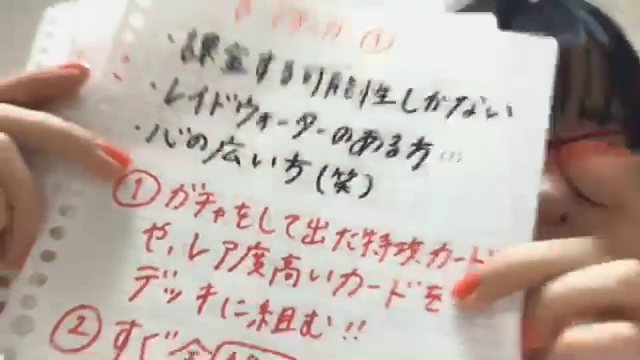 ・課金する可能性しかない
・レイドウォーターのある方
・心の広い方(笑)
①ガチャをして出た特攻カード
や、レア度高いカードを
デッキに組む!!
②すぐ全